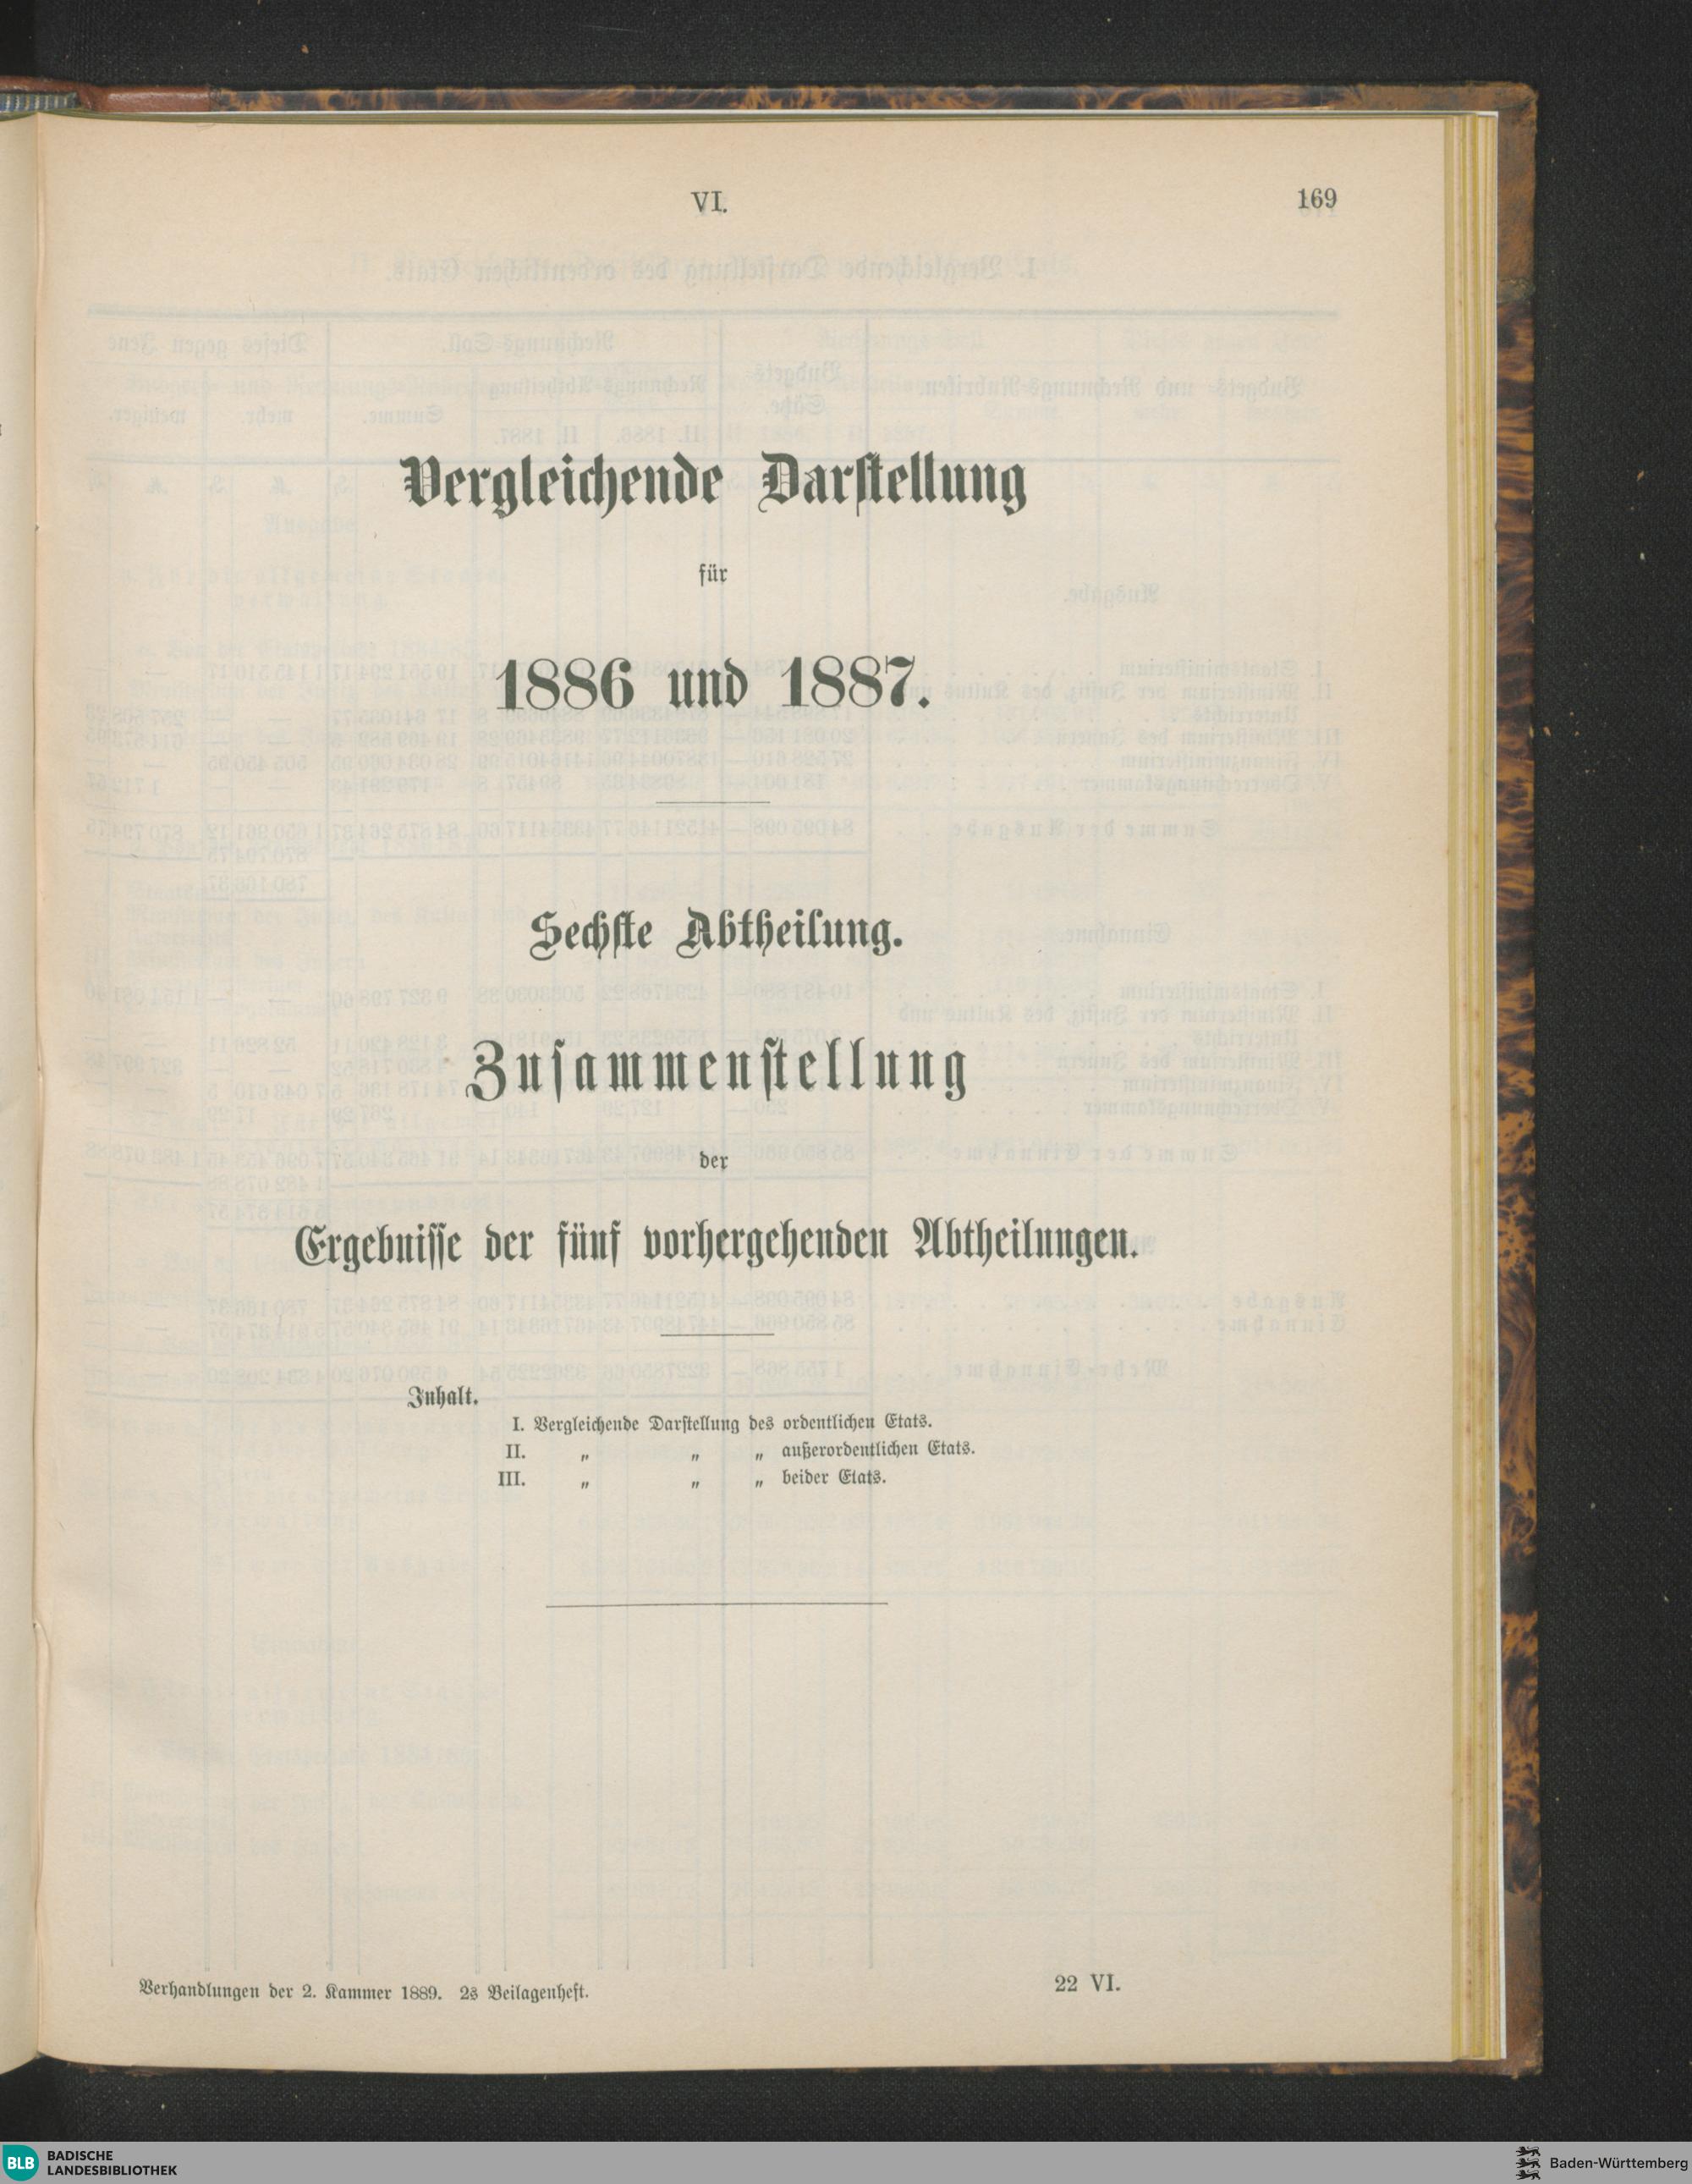 VI.
169
Vergleichende Darstellung
für
1886 und 1887.
Sechste Abtheilung.
Zusammenstellung
der
Ergebnisse der fünf vorhergehenden Abtheilungen.
Inhalt.
I. Vergleichende Darstellung des ordentlichen Etats.
II. „ „ „ außerordentlichen Etats.
III. „ „ „ beider Etats.
Verhandlungen der 2. Kammer 1889. 2s Beilagenheft.
22 VI.
BLB BADISCHE
LANDESBIBLIOTHEK
Baden-Württemberg